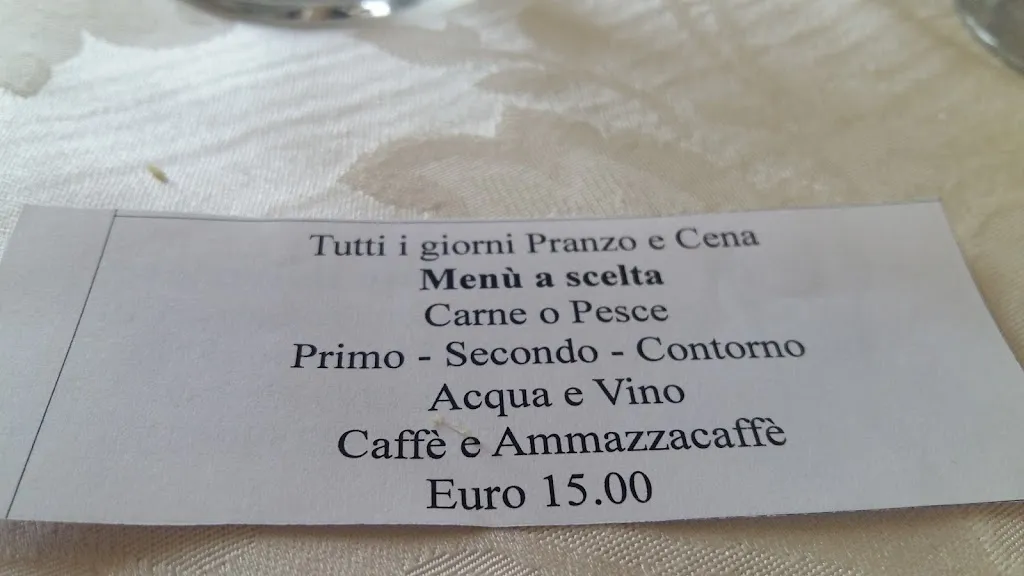 Tutti i giorni Pranzo e Cena
Menù a scelta
Carne o Pesce
Primo - Secondo - Contorno
Acqua e Vino
Caffè e Ammazzacaffè
Euro 15.00